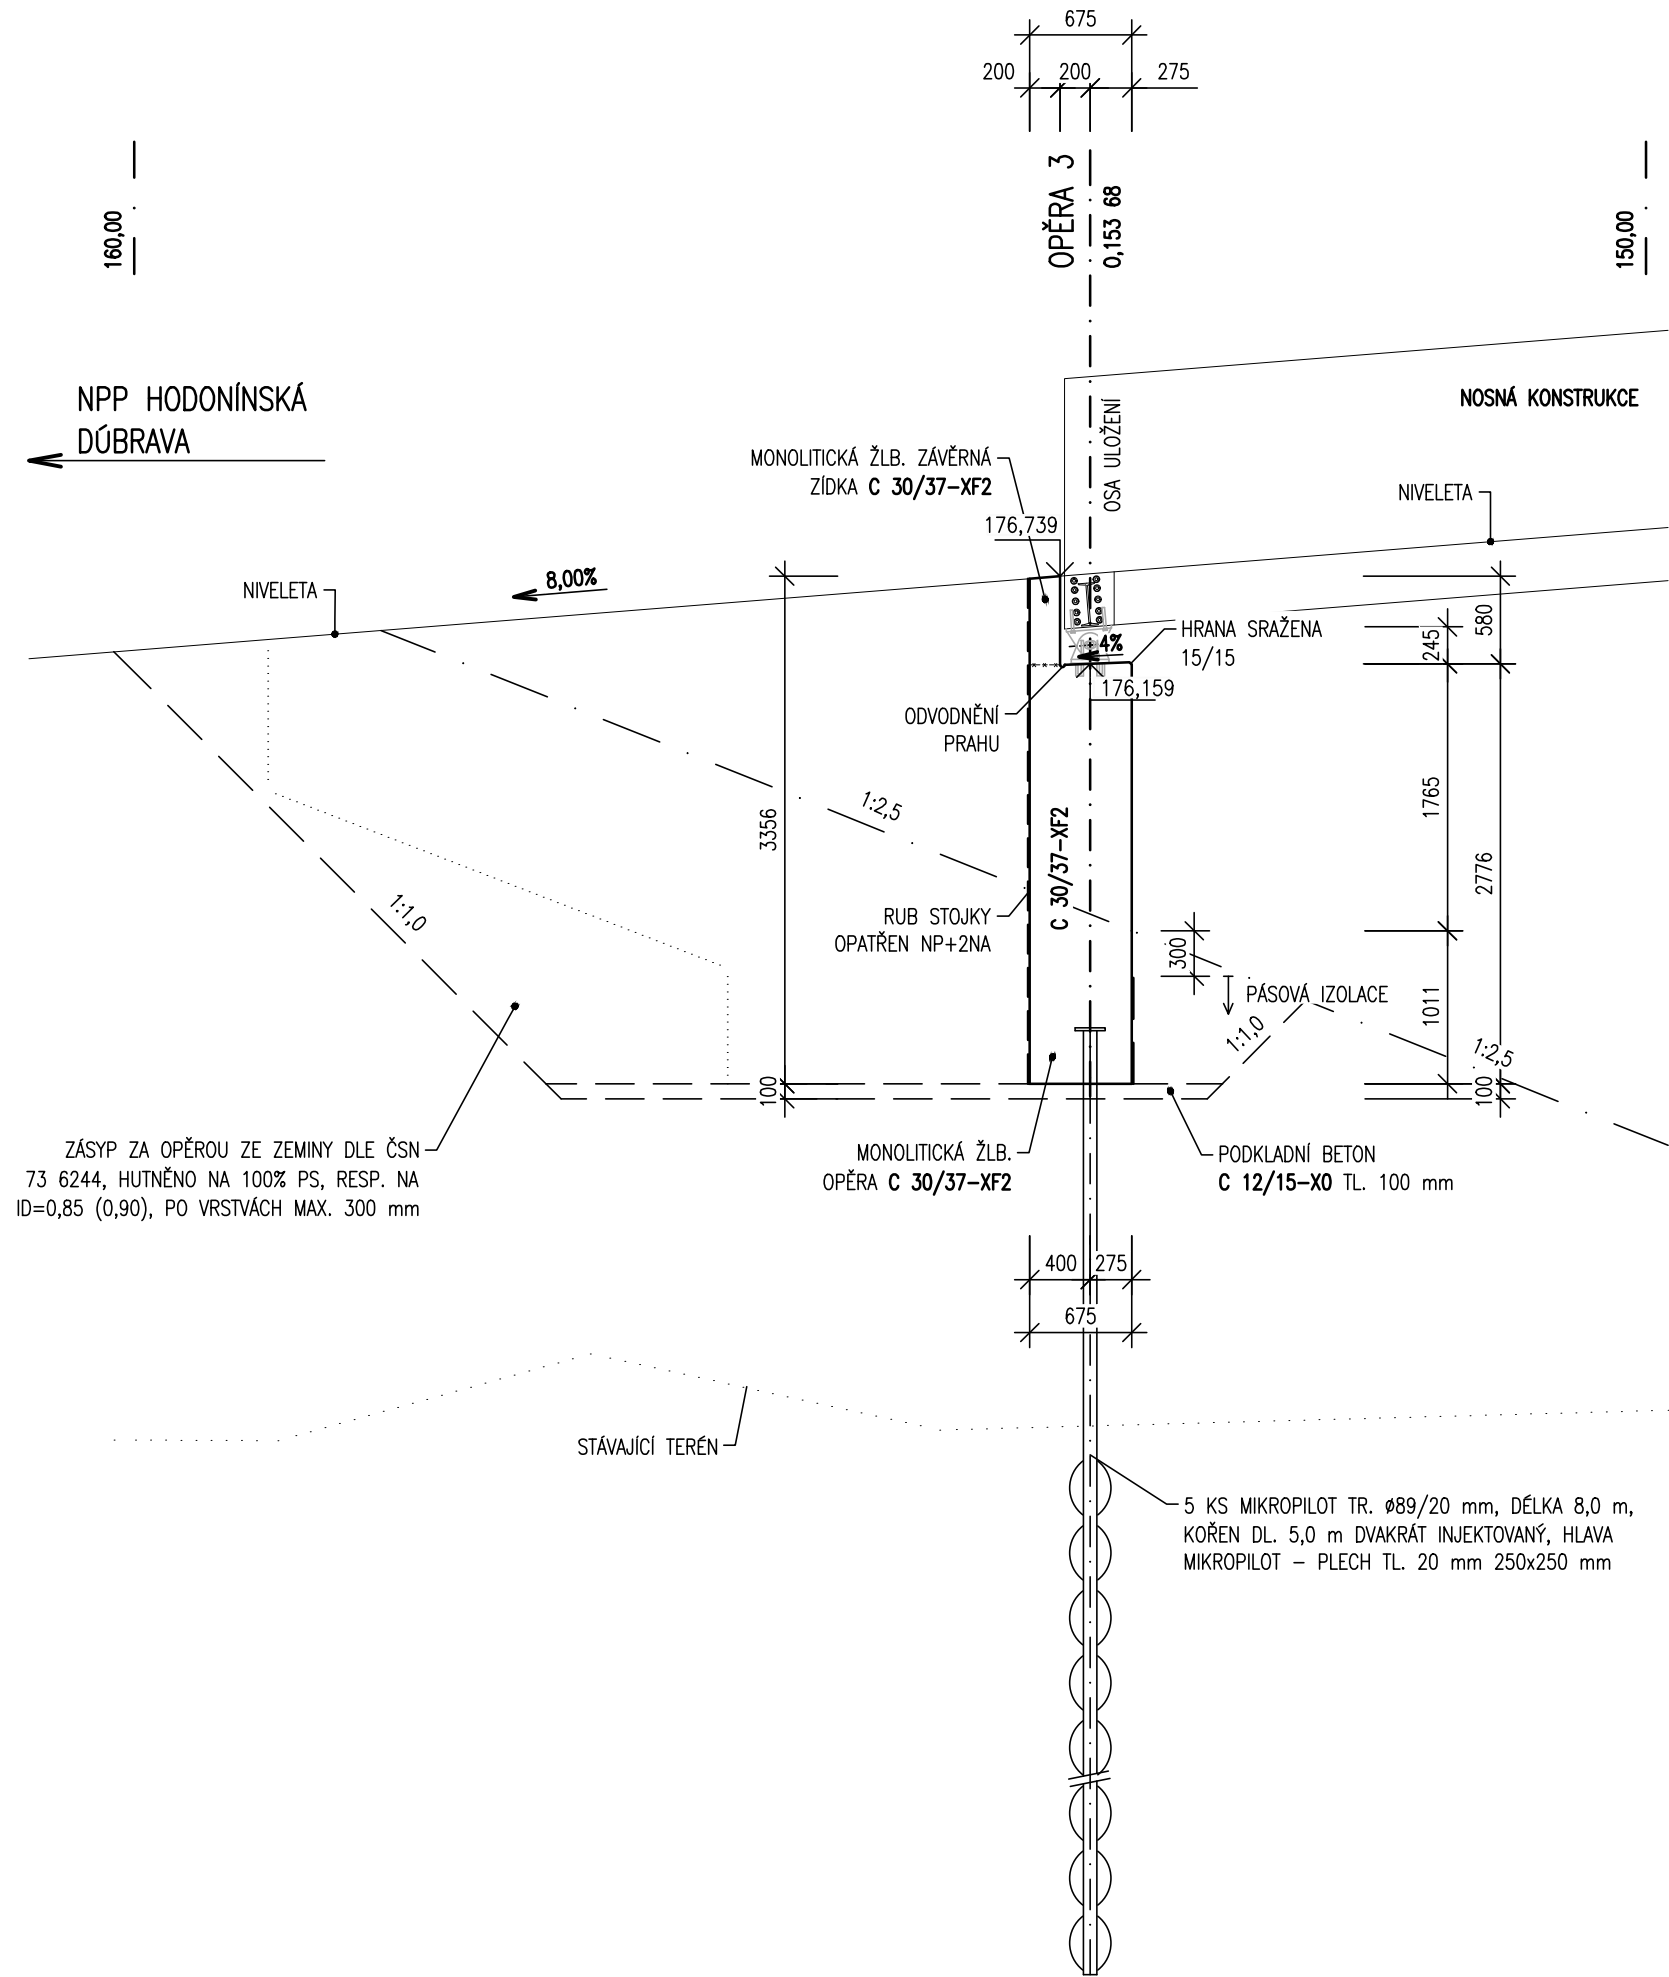 675
200
200
275
160,00
OPĚRA 3
0,153 68
150,00
NPP HODONÍNSKÁ
DÚBRAVA
NOSNÁ KONSTRUKCE
OSA ULOŽENÍ
MONOLITICKÁ ŽLB. ZÁVĚRNÁ
ZÍDKA C 30/37-XF2
176,739
NIVELETA
NIVELETA
8,00%
4%
HRANA SRAŽENA
15/15
245
580
176,159
ODVODNĚNÍ
PRAHU
1:2,5
3356
C 30/37-XF2
1765
2776
1:1,0
RUB STOJKY
OPATŘEN NP+2NA
300
PÁSOVÁ IZOLACE
1011
1:1,0
1:2,5
100
100
ZÁSYP ZA OPĚROU ZE ZEMINY DLE ČSN
73 6244, HUTNĚNO NA 100% PS, RESP. NA
ID=0,85 (0,90), PO VRSTVÁCH MAX. 300 mm
MONOLITICKÁ ŽLB.
OPĚRA C 30/37-XF2
PODKLADNÍ BETON
C 12/15-X0 TL. 100 mm
400
275
675
STÁVAJÍCÍ TERÉN
5 KS MIKROPILOT TR. ø89/20 mm, DÉLKA 8,0 m,
KOŘEN DL. 5,0 m DVAKRÁT INJEKTOVANÝ, HLAVA
MIKROPILOT – PLECH TL. 20 mm 250x250 mm